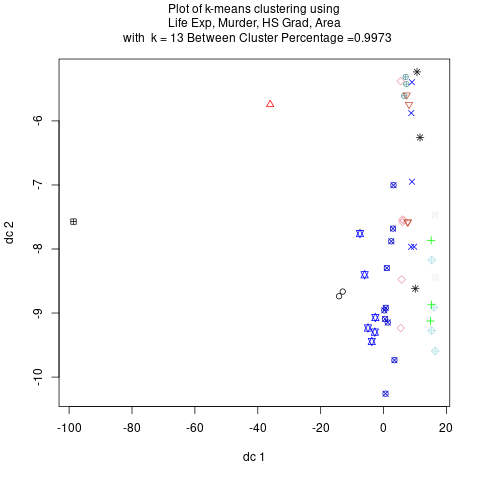 Plot of k-means clustering using
Life Exp, Murder, HS Grad, Area
with  k = 13 Between Cluster Percentage =0.9973
dc 2
-6
-7
-8
-9
-10
-100
-80
-60
-40
-20
0
20
dc 1